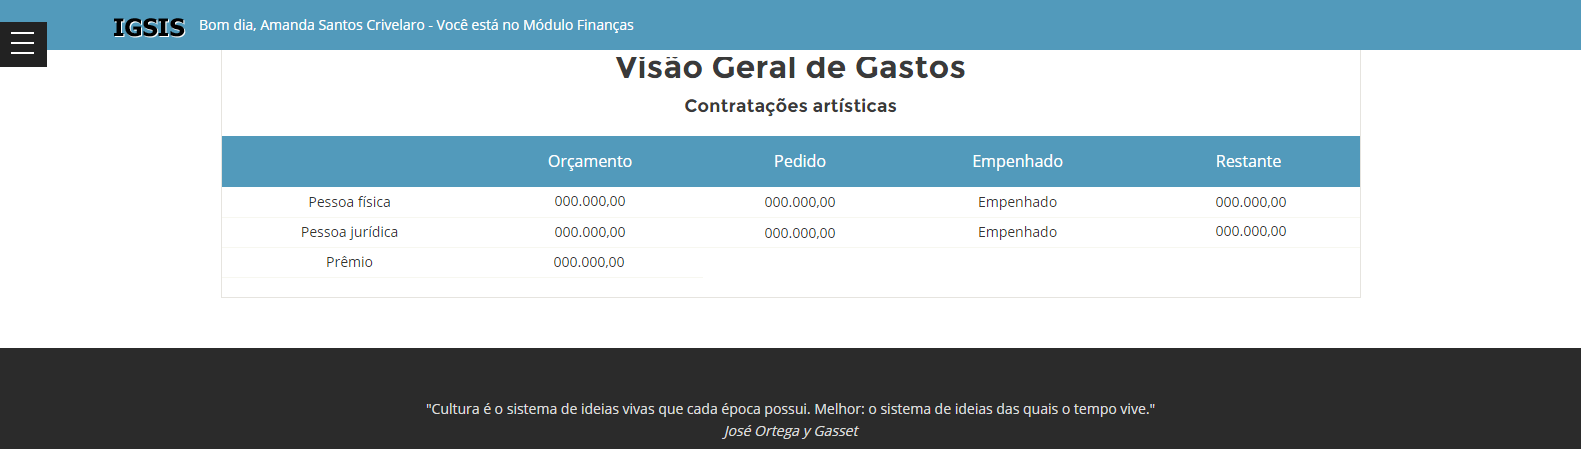 IGSIS Bom dia, Amanda Santos Crivelaro - Você está no Módulo Finanças
Visão Geral de Gastos
Contratações artísticas
Orçamento Pedido Empenhado Restante
Pessoa física 000.000,00 000.000,00 Empenhado 000.000,00
Pessoa jurídica 000.000,00 000.000,00 Empenhado 000.000,00
Prêmio 000.000,00
"Cultura é o sistema de ideias vivas que cada época possui. Melhor: o sistema de ideias das quais o tempo vive."
José Ortega y Gasset